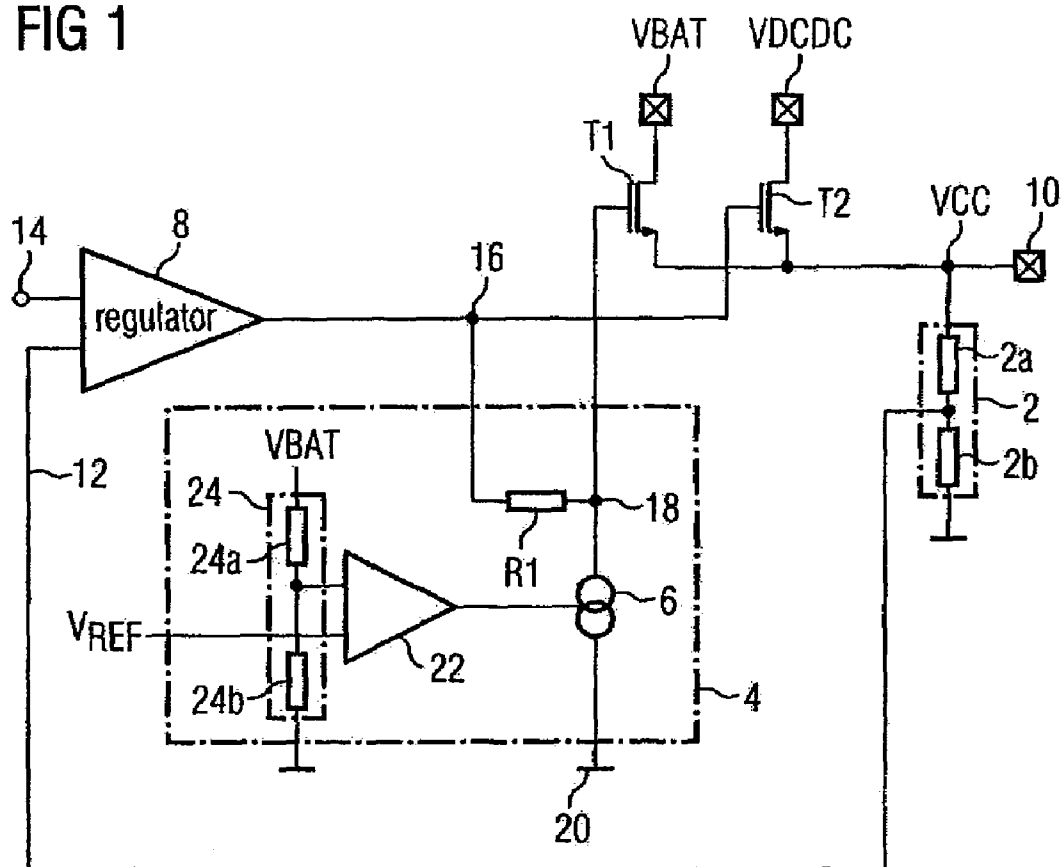 FIG 1
VBAT VDCDC
T1
T2
VCC
10
14
8
16
regulator
2a
2
2b
12
VBAT
24
24a
18
R1
6
VREF
22
24b
4
20